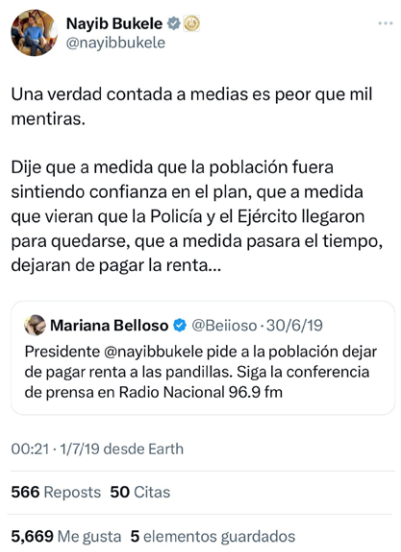 Nayib Bukele
@nayibbukele
Una verdad contada a medias es peor que mil
mentiras.
Dije que a medida que la población fuera
sintiendo confianza en el plan, que a medida
que vieran que la Policía y el Ejército llegaron
para quedarse, que a medida pasara el tiempo,
dejaran de pagar la renta...
Mariana Belloso @Beiioso · 30/6/19
Presidente @nayibbukele pide a la población dejar
de pagar renta a las pandillas. Siga la conferencia
de prensa en Radio Nacional 96.9 fm
00:21 · 1/7/19 desde Earth
566 Reposts 50 Citas
5,669 Me gusta 5 elementos guardados